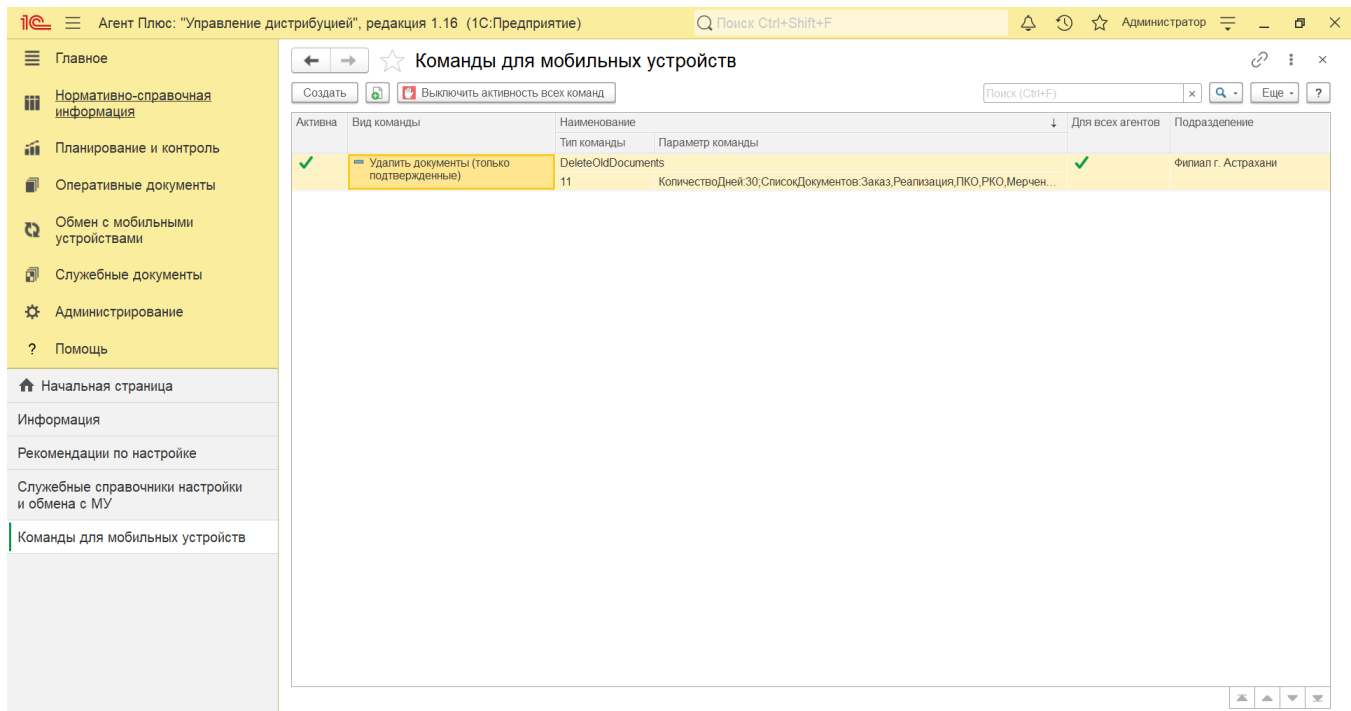 1С Агент Плюс: "Управление дистрибуцией", редакция 1.16 (1С:Предприятие)
Поиск Ctrl+Shift+F
Администратор
Главное
Нормативно-справочная
информация
Планирование и контроль
Оперативные документы
Обмен с мобильными
устройствами
Служебные документы
Администрирование
? Помощь
Начальная страница
Информация
Рекомендации по настройке
Служебные справочники настройки
и обмена с МУ
Команды для мобильных устройств
Команды для мобильных устройств
Создать
Выключить активность всех команд
Поиск (Ctrl+F)
×
Еще
?
Активна Вид команды Наименование ↓ Для всех агентов Подразделение
Тип команды Параметр команды
Удалить документы (только
подтвержденные)
DeleteOldDocuments
Филиал г. Астрахани
11 КоличествоДней:30;СписокДокументов:Заказ,Реализация,ПКО,РКО,Мерчен...